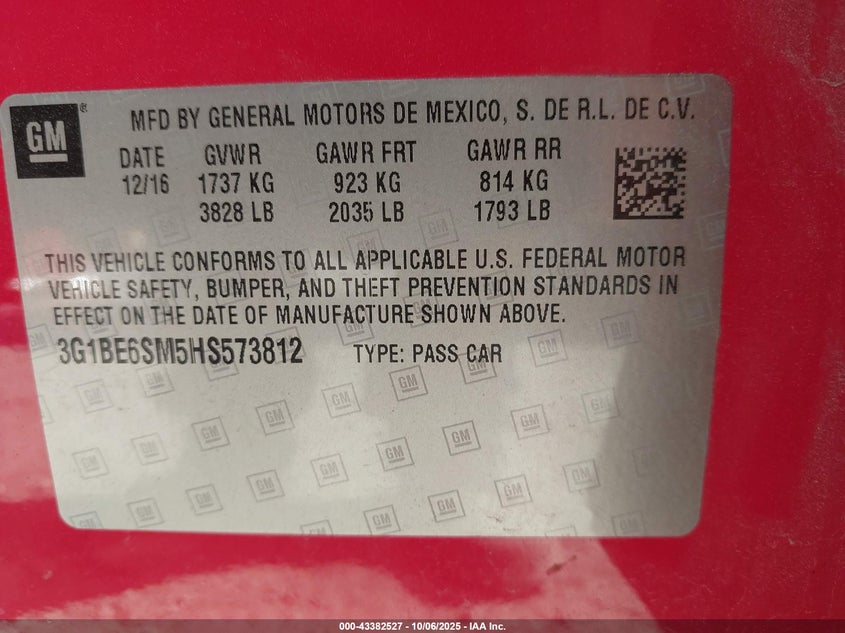 GM
MFD BY GENERAL MOTORS DE MEXICO, S. DE R.L. DE C.V.
DATE GVWR GAWR FRT GAWR RR
12/16 1737 KG 923 KG 814 KG
3828 LB 2035 LB 1793 LB
THIS VEHICLE CONFORMS TO ALL APPLICABLE U.S. FEDERAL MOTOR
VEHICLE SAFETY, BUMPER, AND THEFT PREVENTION STANDARDS IN
EFFECT ON THE DATE OF MANUFACTURE SHOWN ABOVE.
3G1BE6SM5HS573812 TYPE: PASS CAR
000-43382527 - 10/06/2025 - IAA Inc.